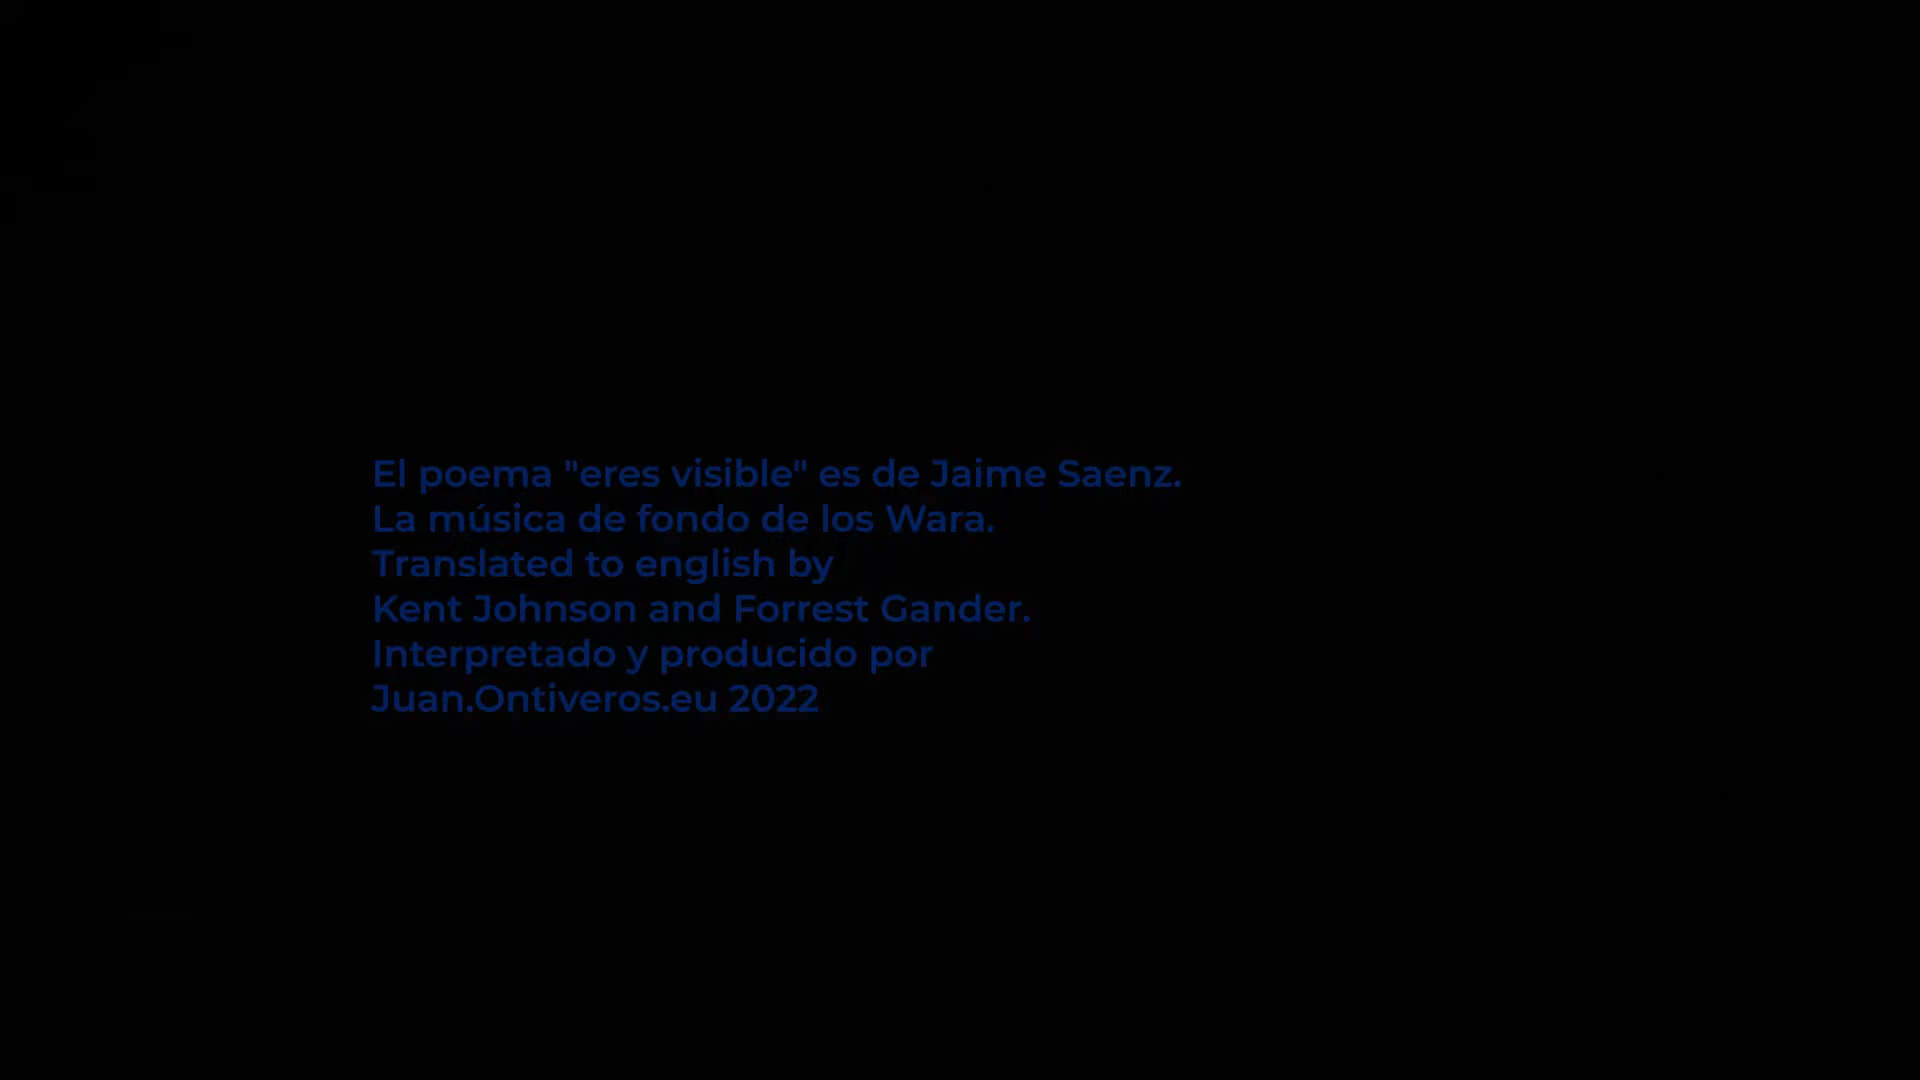 El poema "eres visible" es de Jaime Saenz.
La música de fondo de los Wara.
Translated to english by
Kent Johnson and Forrest Gander.
Interpretado y producido por
Juan.Ontiveros.eu 2022